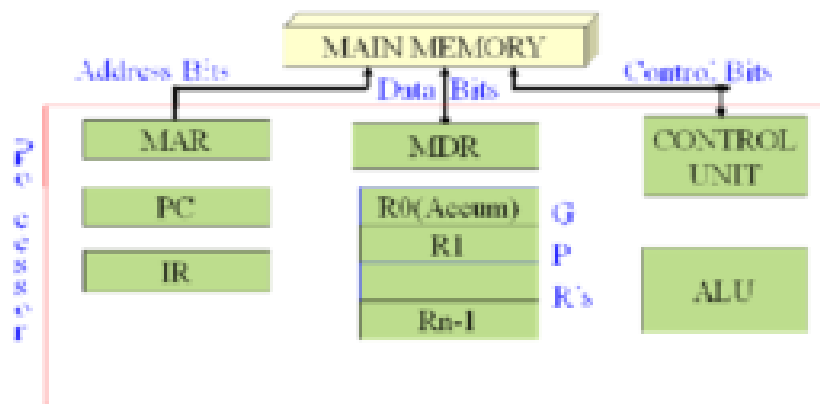 MAIN MEMORY
Address Bits
Data Bits
Control Bits
MAR
MDR
CONTROL
UNIT
PC
R0(Accum)
G
R1
P
IR
R's
ALU
Rn-1